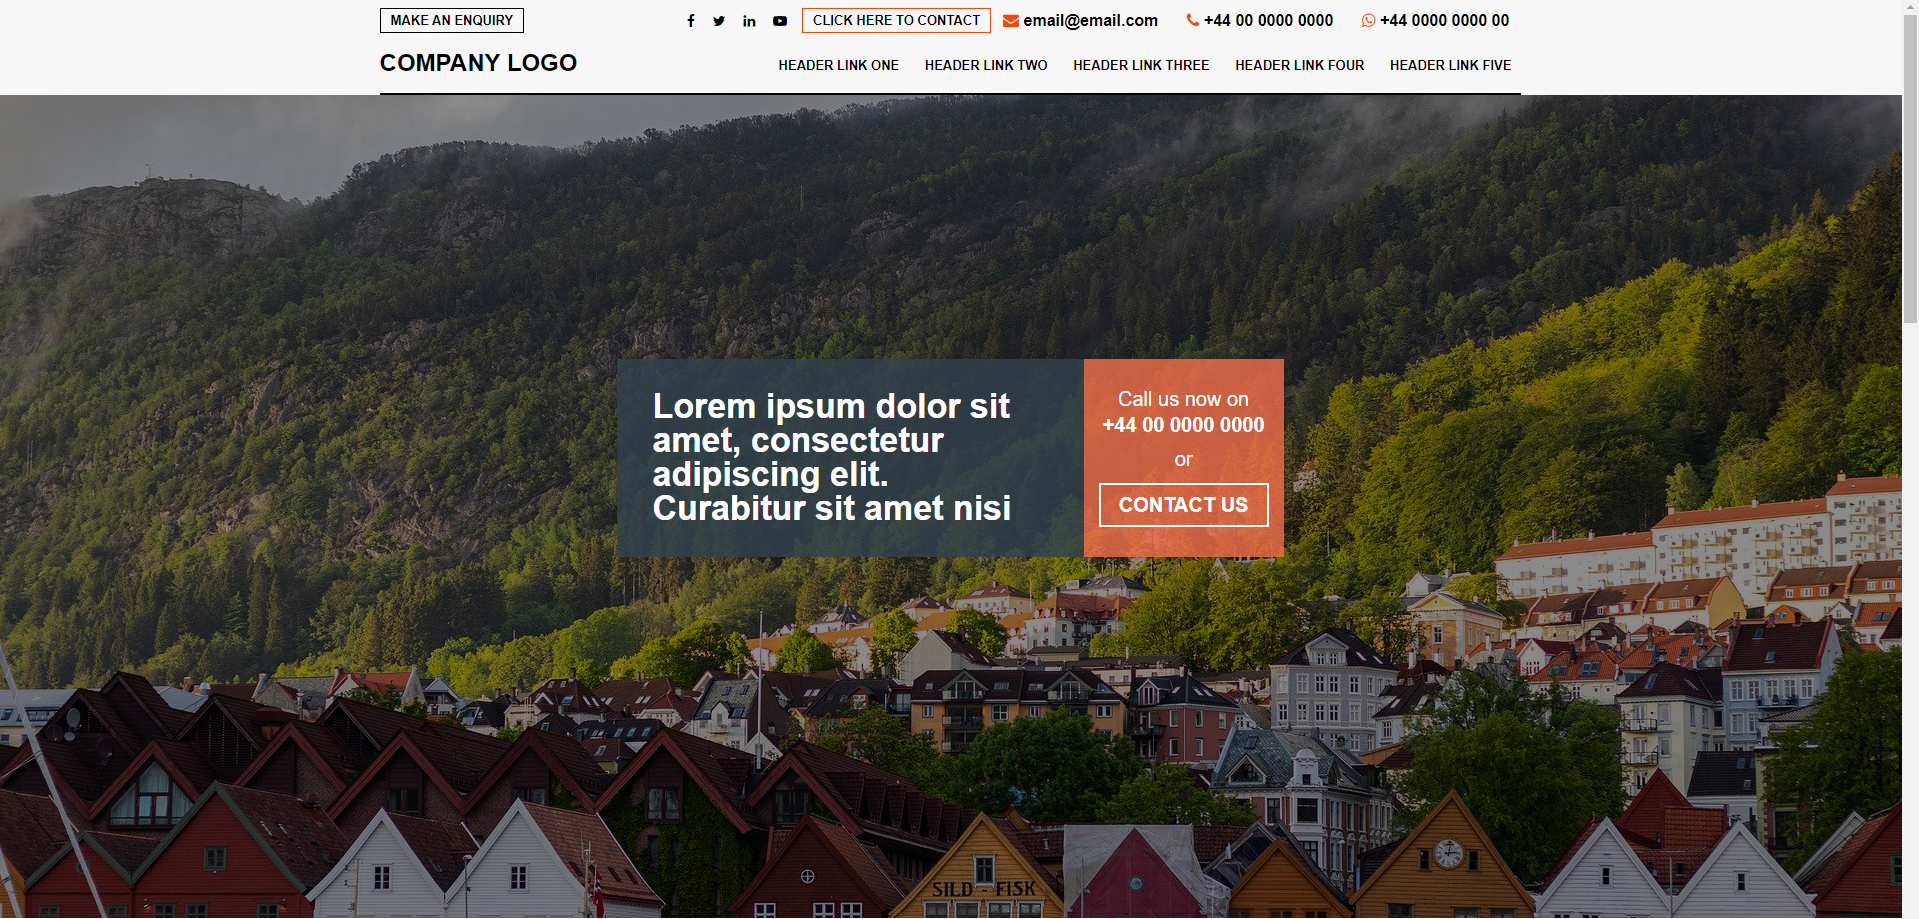 MAKE AN ENQUIRY
CLICK HERE TO CONTACT
email@email.com
+44 00 0000 0000
+44 0000 0000 00
COMPANY LOGO
HEADER LINK ONE
HEADER LINK TWO
HEADER LINK THREE
HEADER LINK FOUR
HEADER LINK FIVE
Lorem ipsum dolor sit
amet, consectetur
adipiscing elit.
Curabitur sit amet nisi
Call us now on
+44 00 0000 0000
or
CONTACT US
SILD - FISK